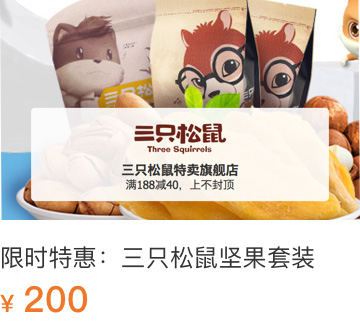 三只松鼠
Three Squirrels
三只松鼠特卖旗舰店
满188减40，上不封顶
限时特惠：三只松鼠坚果套装
¥ 200